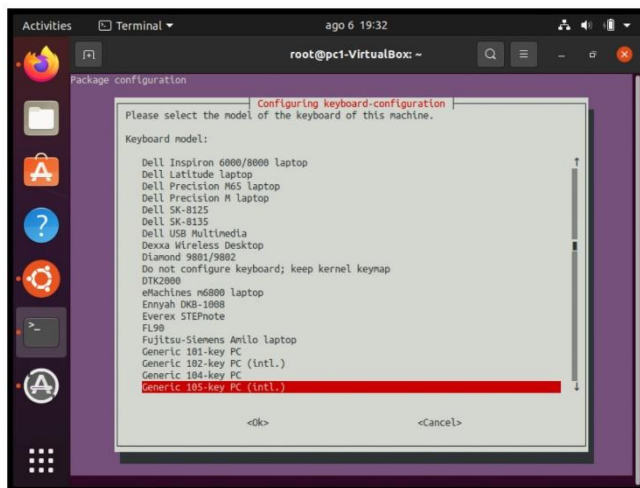 Activities
Terminal
ago 6 19:32
root@pc1-VirtualBox: ~
Package configuration
Configuring keyboard-configuration
Please select the model of the keyboard of this machine.
Keyboard model:
Dell Inspiron 6000/8000 laptop
Dell Latitude laptop
Dell Precision M65 laptop
Dell Precision M laptop
Dell SK-8125
Dell SK-8135
Dell USB Multimedia
Dexxa Wireless Desktop
Diamond 9801/9802
Do not configure keyboard; keep kernel keymap
DTK2000
eMachines m6800 laptop
Ennyah DKB-1008
Everex STEPnote
FL90
Fujitsu-Siemens Amilo laptop
Generic 101-key PC
Generic 102-key PC (intl.)
Generic 104-key PC
Generic 105-key PC (intl.)
<Ok> <Cancel>